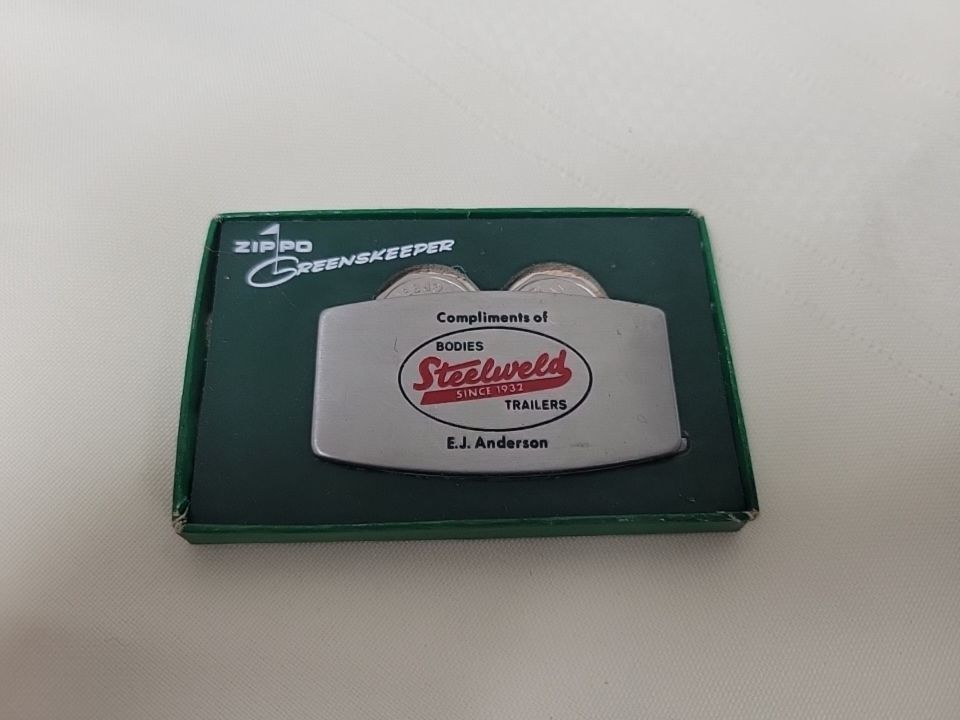 ZIPPO
GREENSKEEPER
Compliments of
BODIES
Steelweld
SINCE 1932
TRAILERS
E.J. Anderson